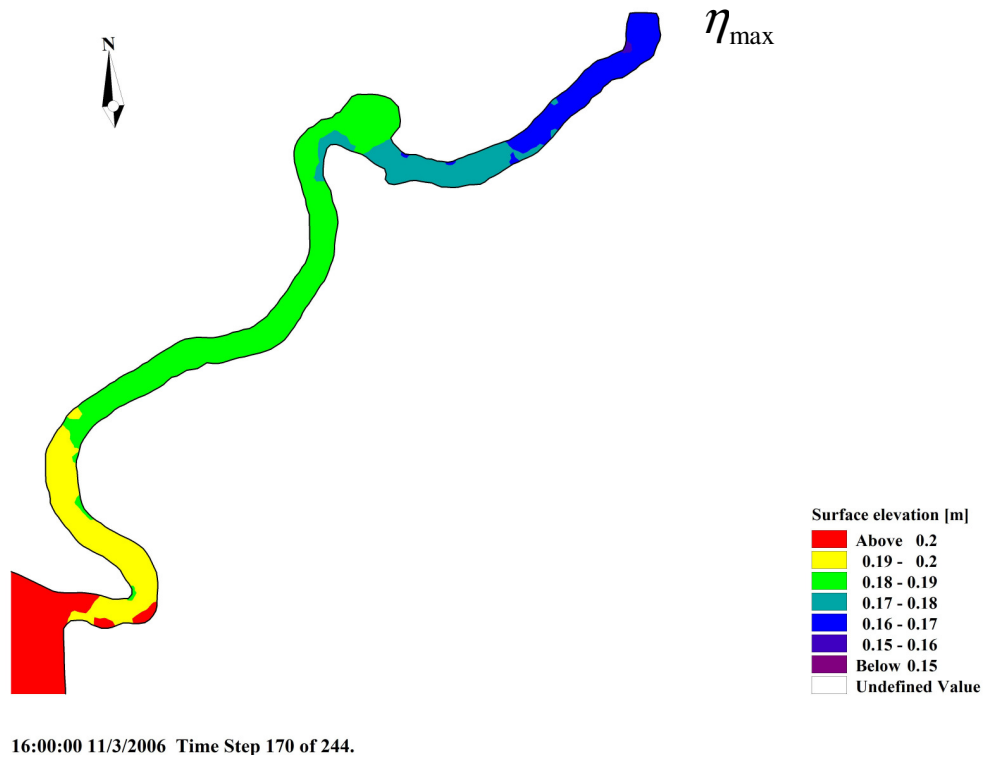 η max
N
Surface elevation [m]
Above 0.2
0.19 - 0.2
0.18 - 0.19
0.17 - 0.18
0.16 - 0.17
0.15 - 0.16
Below 0.15
Undefined Value
16:00:00 11/3/2006 Time Step 170 of 244.